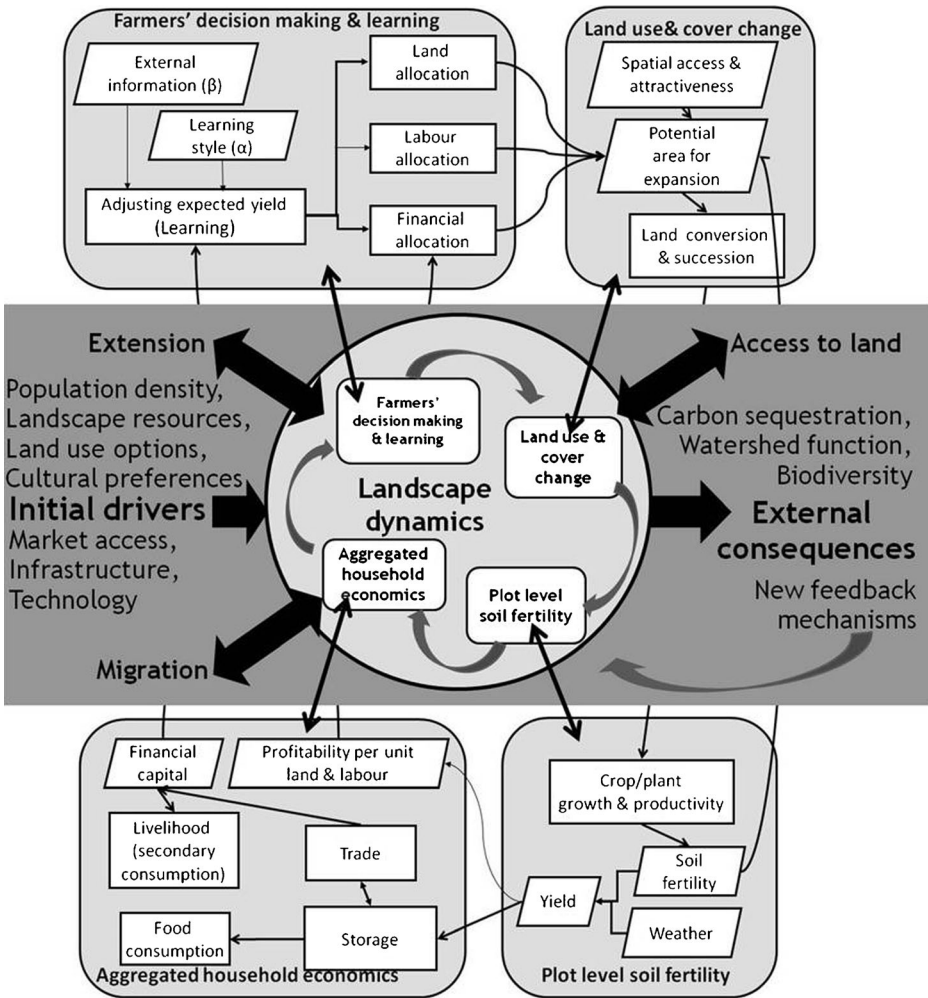 Farmers' decision making & learning
External
information (β)
Learning
style (α)
Adjusting expected yield
(Learning)
Land
allocation
Labour
allocation
Financial
allocation
Land use& cover change
Spatial access &
attractiveness
Potential
area for
expansion
Land conversion
& succession
Extension
Population density,
Landscape resources,
Land use options,
Cultural preferences
Initial drivers
Market access,
Infrastructure,
Technology
Migration
Farmers'
decision making
& learning
Land use &
cover
change
Landscape
dynamics
Aggregated
household
economics
Plot level
soil fertility
Access to land
Carbon sequestration,
Watershed function,
Biodiversity
External
consequences
New feedback
mechanisms
Financial
capital
Profitability per unit
land & labour
Livelihood
(secondary
consumption)
Trade
Food
consumption
Storage
Aggregated household economics
Crop/plant
growth & productivity
Soil
fertility
Yield
Weather
Plot level soil fertility